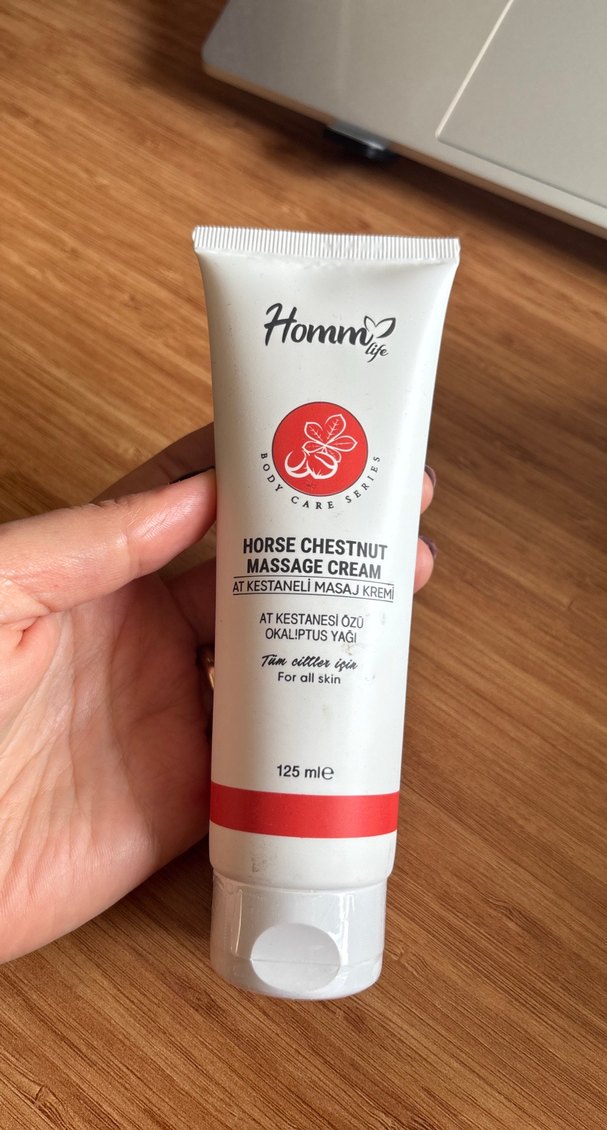 Homm
life
BODY CARE SERIES
HORSE CHESTNUT
MASSAGE CREAM
AT KESTANELİ MASAJ KREMİ
AT KESTANESİ ÖZÜ
OKAL!PTUS YAĞI
Tüm ciltler için
For all skin
125 ml℮